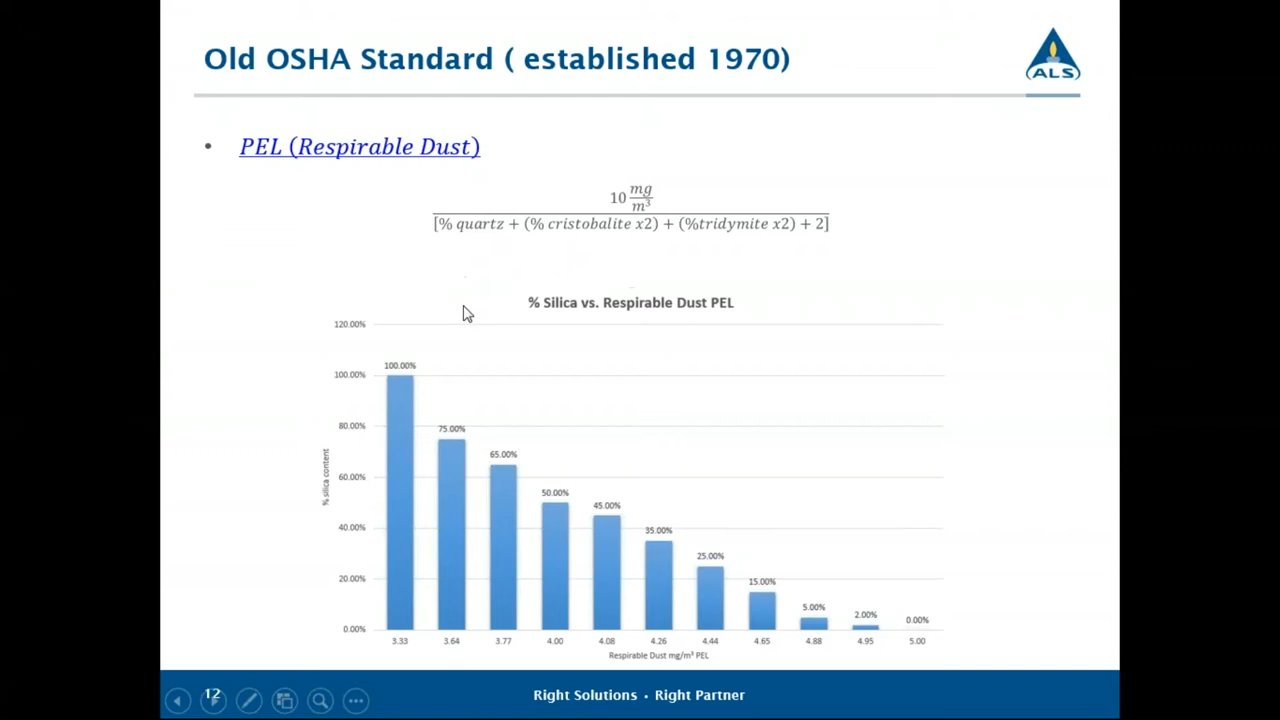 Old OSHA Standard ( established 1970)
ALS
• PEL (Respirable Dust)
10 mg/m³
[% quartz + (% cristobalite x2) + (%tridymite x2) + 2]
% Silica vs. Respirable Dust PEL
120.00%
100.00%
80.00%
60.00%
40.00%
20.00%
0.00%
% silica content
100.00% 75.00% 65.00% 50.00% 45.00% 35.00% 25.00% 15.00% 5.00% 2.00% 0.00%
3.33 3.64 3.77 4.00 4.08 4.26 4.44 4.65 4.88 4.95 5.00
Respirable Dust mg/m³ PEL
12
Right Solutions • Right Partner